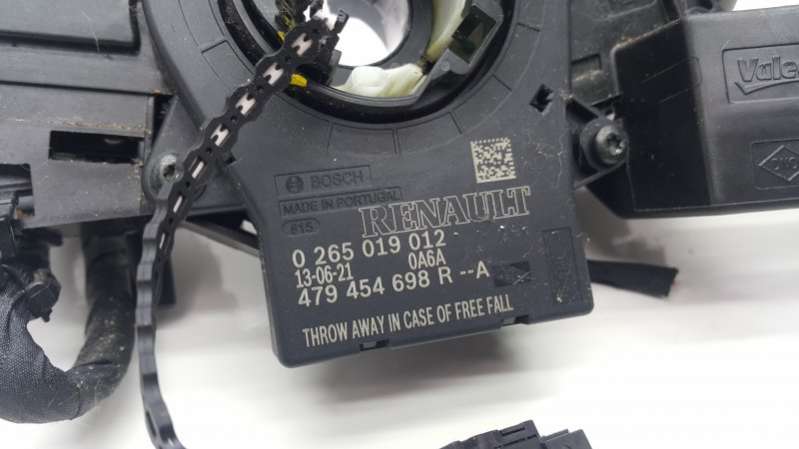 BOSCH
MADE IN PORTUGAL
RENAULT
0 265 019 012
13-06-21 0A6A
479 454 698 R --A
THROW AWAY IN CASE OF FREE FALL
Vale